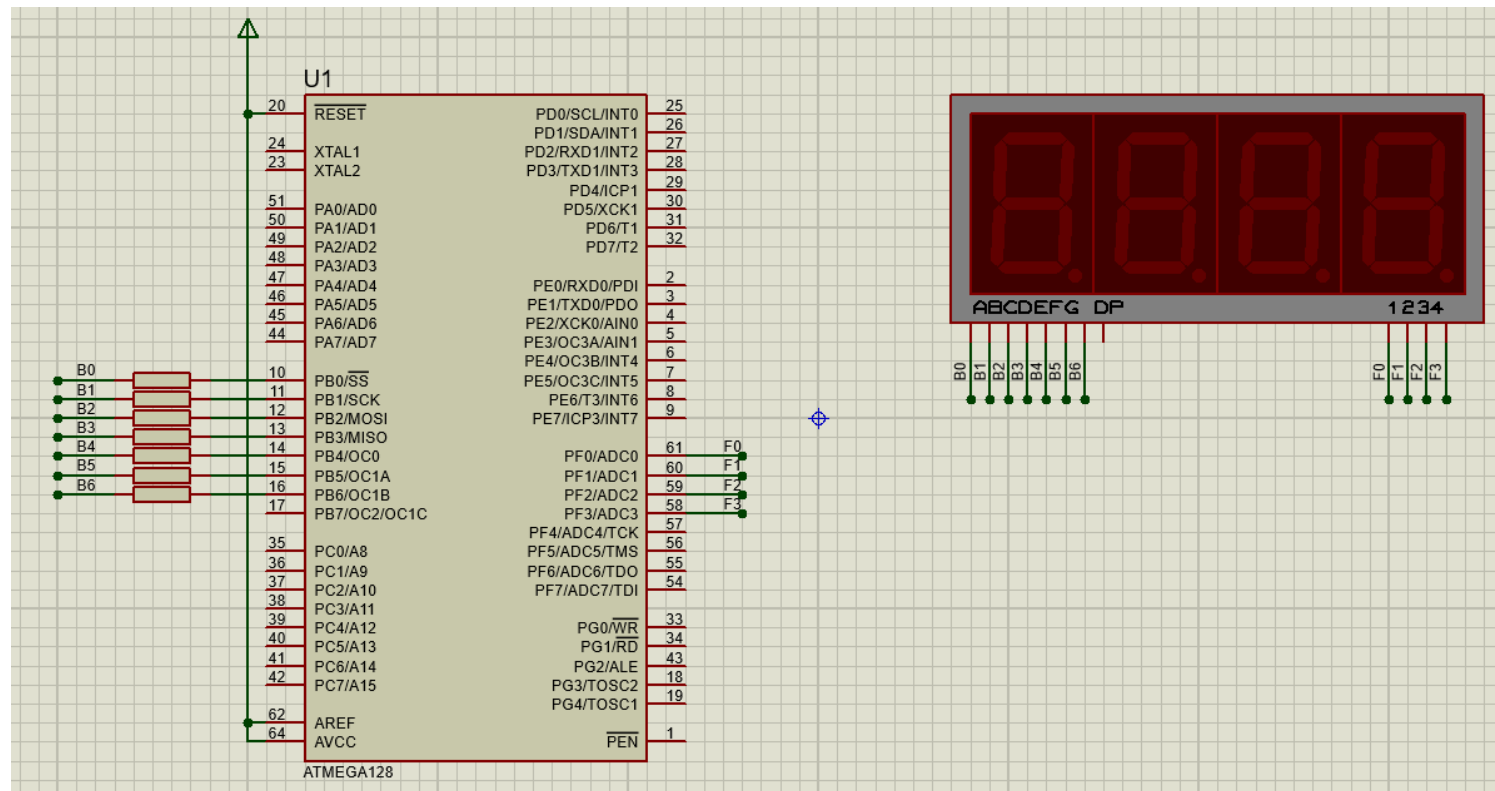 U1
20 RESET PD0/SCL/INT0 25
PD1/SDA/INT1 26
24 XTAL1 PD2/RXD1/INT2 27
23 XTAL2 PD3/TXD1/INT3 28
PD4/ICP1 29
51 PA0/AD0 PD5/XCK1 30
50 PA1/AD1 PD6/T1 31
49 PA2/AD2 PD7/T2 32
48 PA3/AD3
47 PA4/AD4 PE0/RXD0/PDI 2
46 PA5/AD5 PE1/TXD0/PDO 3
45 PA6/AD6 PE2/XCK0/AIN0 4
44 PA7/AD7 PE3/OC3A/AIN1 5
PE4/OC3B/INT4 6
B0 10 PB0/SS PE5/OC3C/INT5 7
B1 11 PB1/SCK PE6/T3/INT6 8
B2 12 PB2/MOSI PE7/ICP3/INT7 9
B3 13 PB3/MISO
B4 14 PB4/OC0 PF0/ADC0 61 F0
B5 15 PB5/OC1A PF1/ADC1 60 F1
B6 16 PB6/OC1B PF2/ADC2 59 F2
17 PB7/OC2/OC1C PF3/ADC3 58 F3
PF4/ADC4/TCK 57
35 PC0/A8 PF5/ADC5/TMS 56
36 PC1/A9 PF6/ADC6/TDO 55
37 PC2/A10 PF7/ADC7/TDI 54
38 PC3/A11
39 PC4/A12 PG0/WR 33
40 PC5/A13 PG1/RD 34
41 PC6/A14 PG2/ALE 43
42 PC7/A15 PG3/TOSC2 18
PG4/TOSC1 19
62 AREF
64 AVCC PEN 1
ATMEGA128
ABCDEFG DP 1234
B0 B1 B2 B3 B4 B5 B6 F0 F1 F2 F3